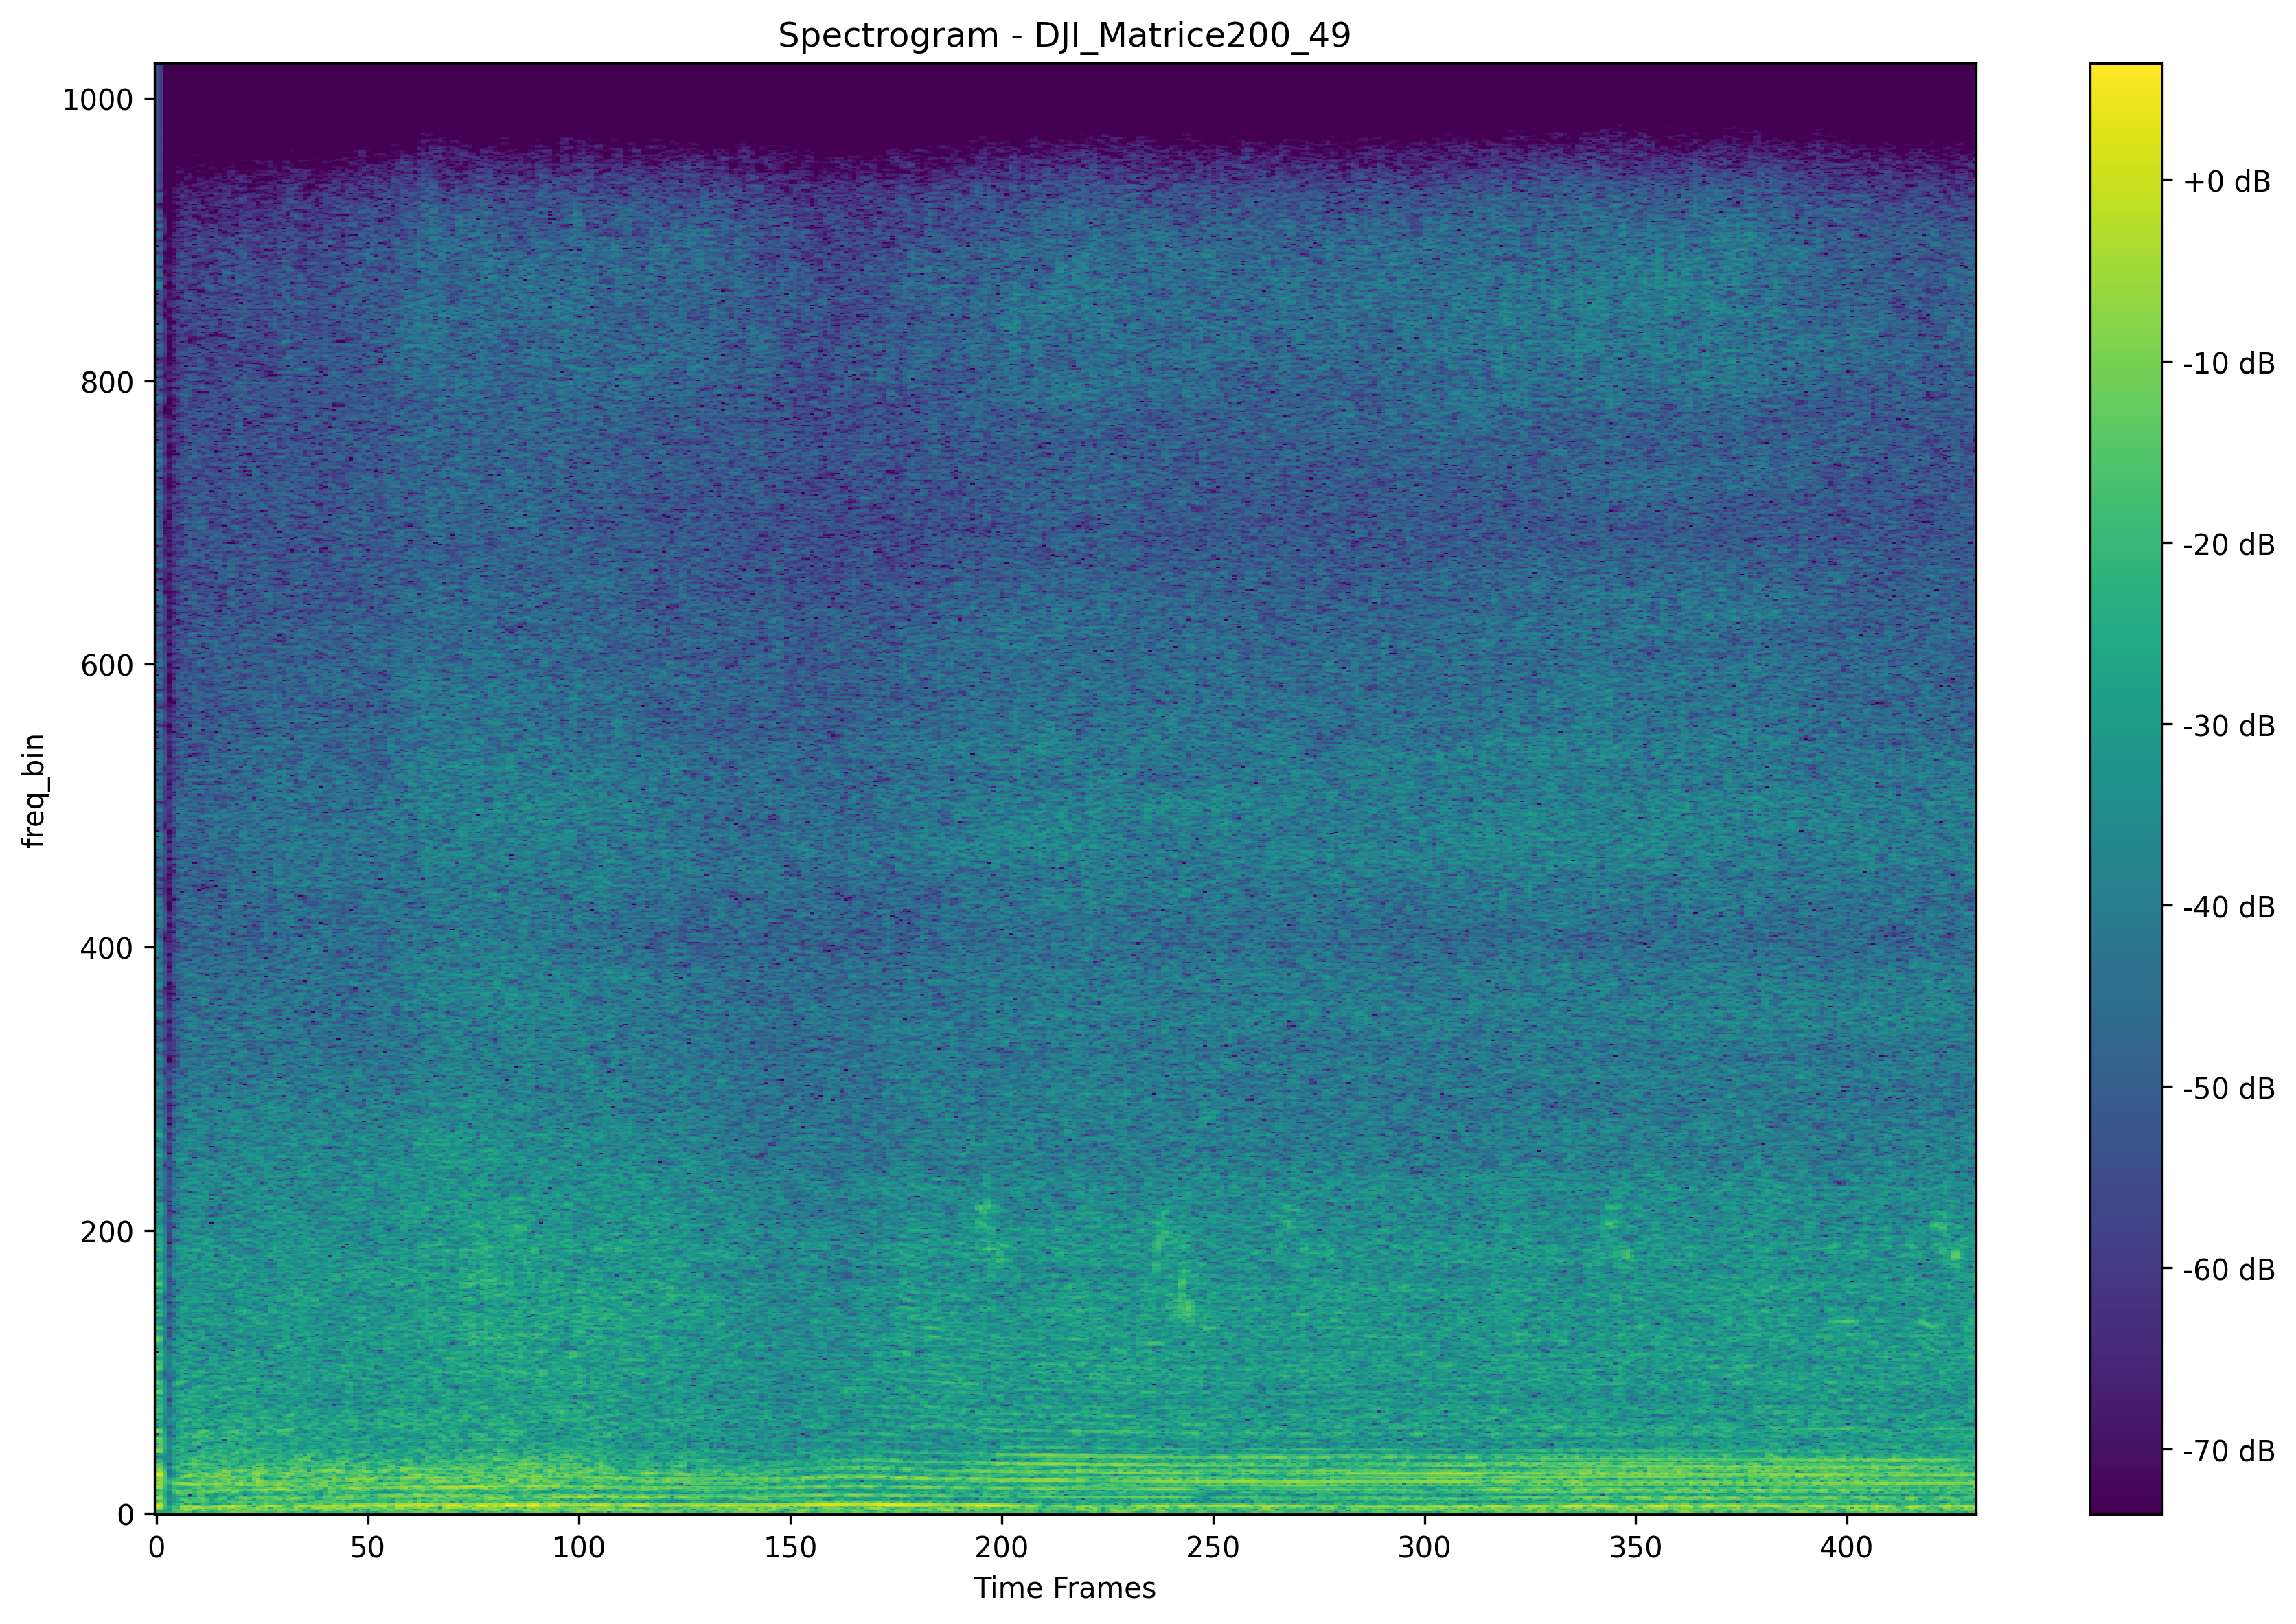 Spectrogram - DJI_Matrice200_49
1000
800
600
400
200
0
freq_bin
0 50 100 150 200 250 300 350 400
Time Frames
+0 dB
-10 dB
-20 dB
-30 dB
-40 dB
-50 dB
-60 dB
-70 dB